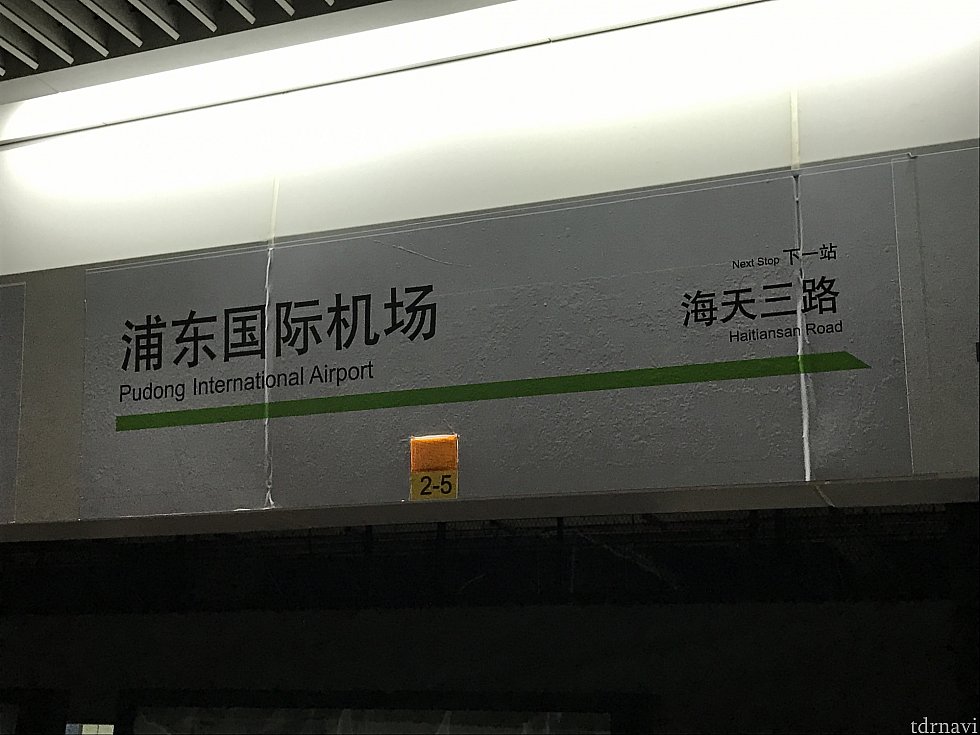 浦东国际机场
Pudong International Airport
Next Stop 下一站
海天三路
Haitiansan Road
2-5
tdrnavi